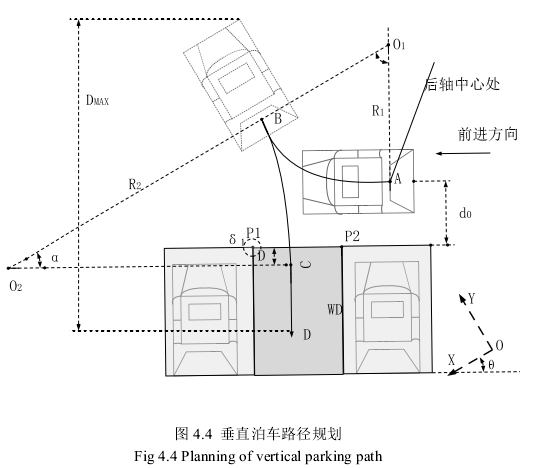 O1
DMAX
后轴中心处
B
R1
前进方向
R2
A
d0
P1
P2
δ
D
α
C
O2
WD
Y
D
O
X
θ
图 4.4 垂直泊车路径规划
Fig 4.4 Planning of vertical parking path